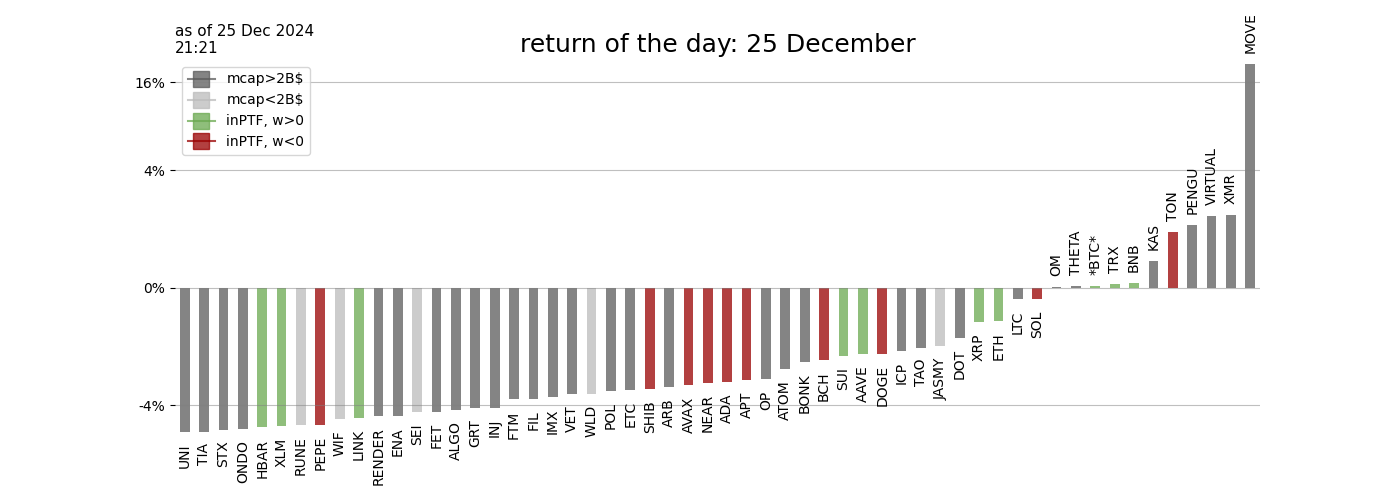 as of 25 Dec 2024
21:21
return of the day: 25 December
mcap>2B$
mcap<2B$
inPTF, w>0
inPTF, w<0
16%
4%
0%
-4%
UNI
TIA
STX
ONDO
HBAR
XLM
RUNE
PEPE
WIF
LINK
RENDER
ENA
SEI
FET
ALGO
GRT
INJ
FTM
FIL
IMX
VET
WLD
POL
ETC
SHIB
ARB
AVAX
NEAR
ADA
APT
OP
ATOM
BONK
BCH
SUI
AAVE
DOGE
ICP
TAO
JASMY
DOT
XRP
ETH
LTC
SOL
OM
THETA
*BTC*
TRX
BNB
KAS
TON
PENGU
VIRTUAL
XMR
MOVE